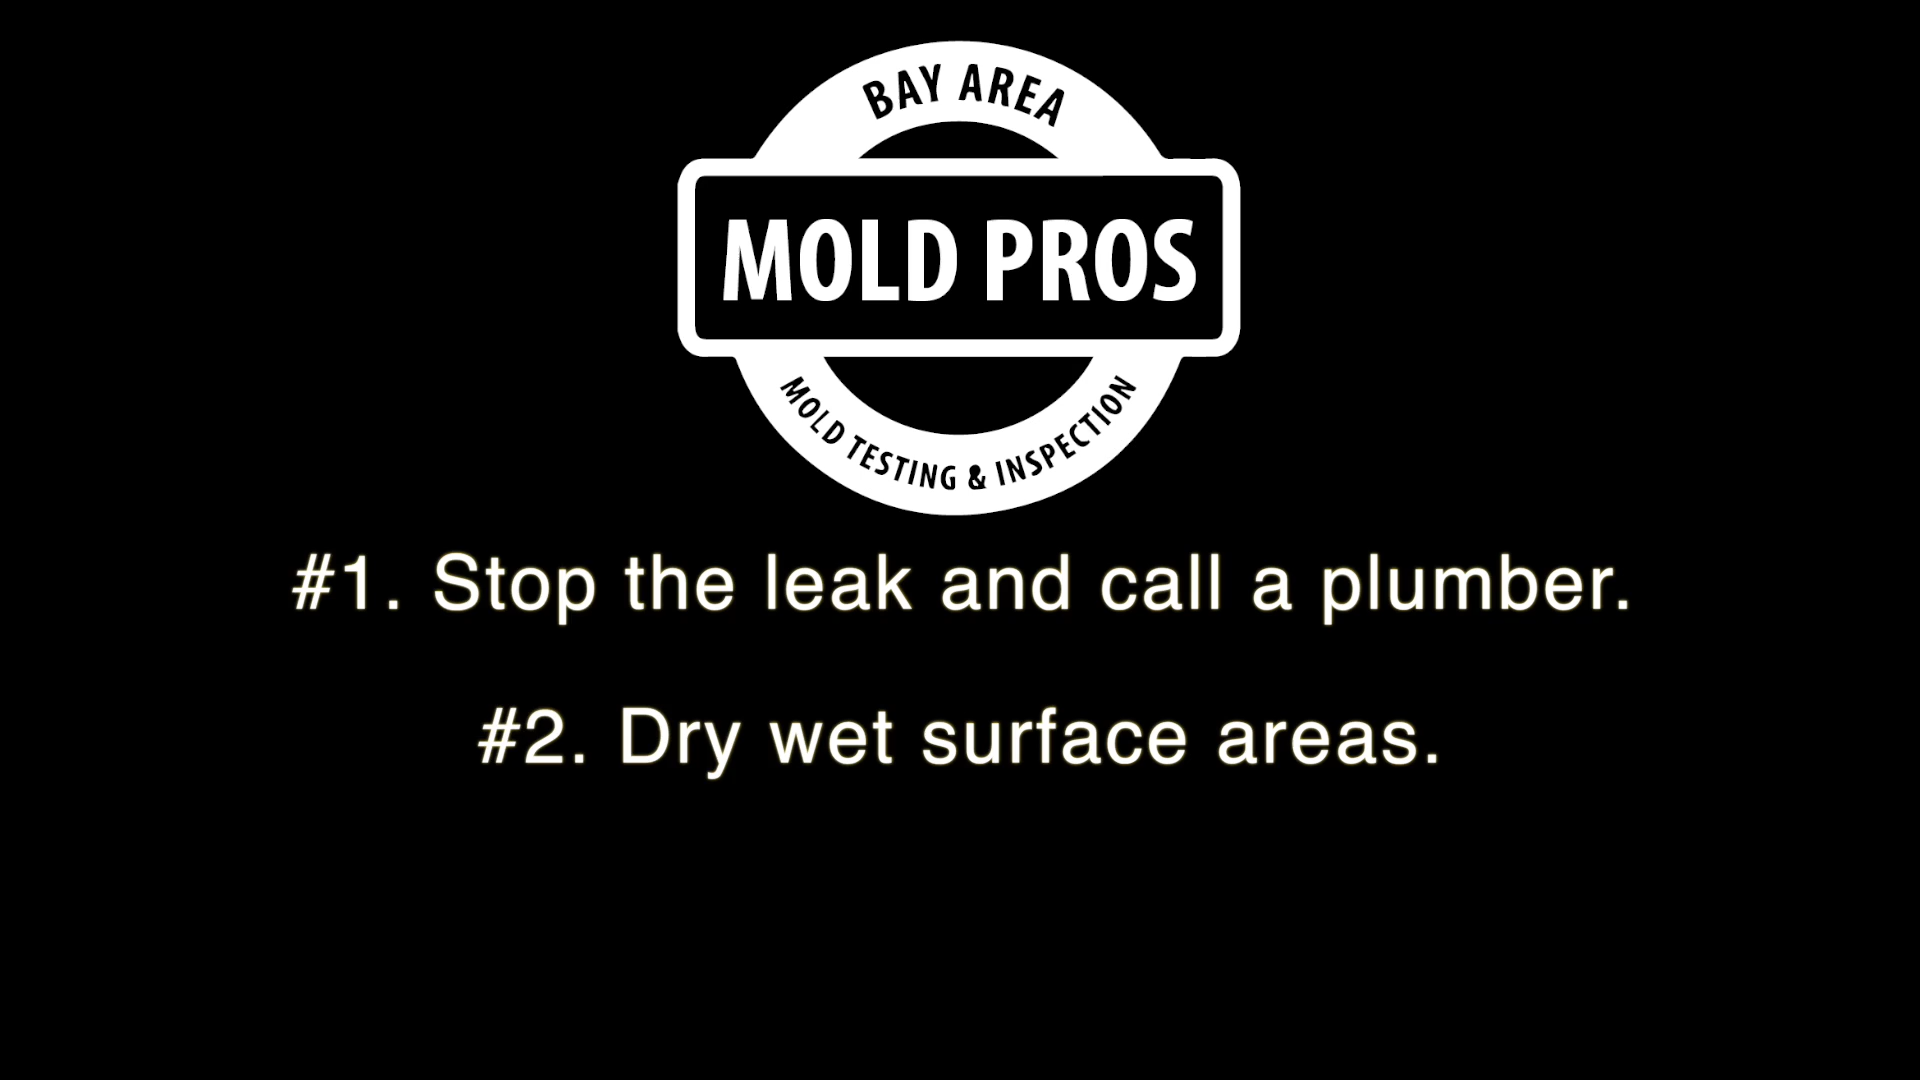 BAY AREA
MOLD PROS
MOLD TESTING & INSPECTION
#1. Stop the leak and call a plumber.
#2. Dry wet surface areas.